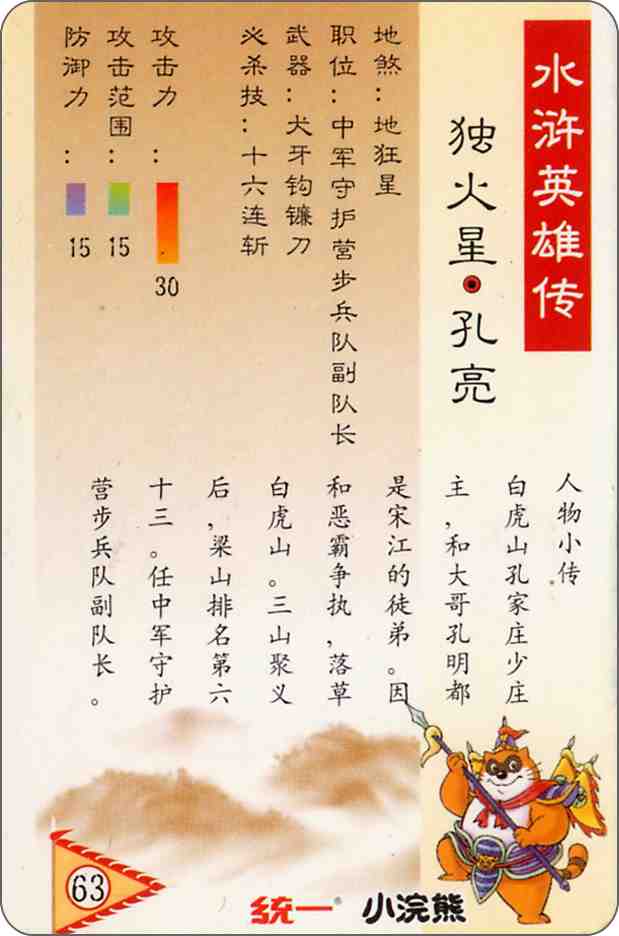 水浒英雄传
独火星·孔亮
地煞：地狂星
职位：中军守护营步兵队副队长
武器：犬牙钩镰刀
必杀技：十六连斩
攻击力：
30
攻击范围：
15
防御力：
15
人物小传
白虎山孔家庄少庄
主，和大哥孔明都
是宋江的徒弟。因
和恶霸争执，落草
白虎山。三山聚义
后，梁山排名第六
十三。任中军守护
营步兵队副队长。
63
统一 小浣熊